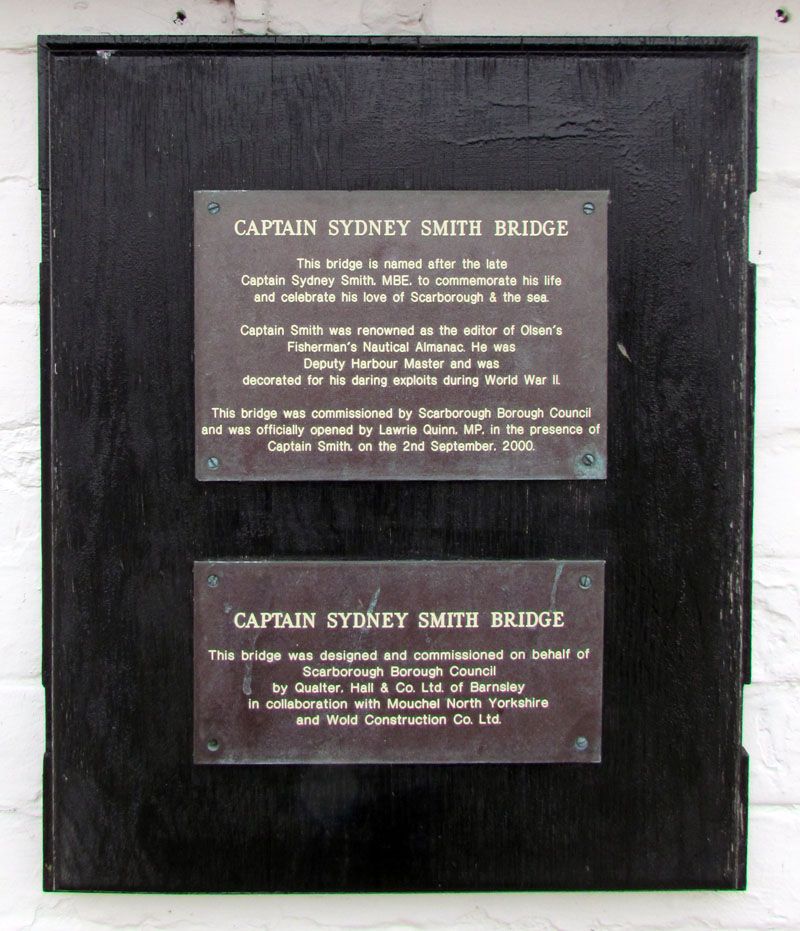 CAPTAIN SYDNEY SMITH BRIDGE
This bridge is named after the late
Captain Sydney Smith. MBE. to commemorate his life
and celebrate his love of Scarborough & the sea.
Captain Smith was renowned as the editor of Olsen's
Fisherman's Nautical Almanac. He was
Deputy Harbour Master and was
decorated for his daring exploits during World War II.
This bridge was commissioned by Scarborough Borough Council
and was officially opened by Lawrie Quinn. MP. in the presence of
Captain Smith. on the 2nd September. 2000.
CAPTAIN SYDNEY SMITH BRIDGE
This bridge was designed and commissioned on behalf of
Scarborough Borough Council
by Qualter. Hall & Co. Ltd. of Barnsley
in collaboration with Mouchel North Yorkshire
and Wold Construction Co. Ltd.